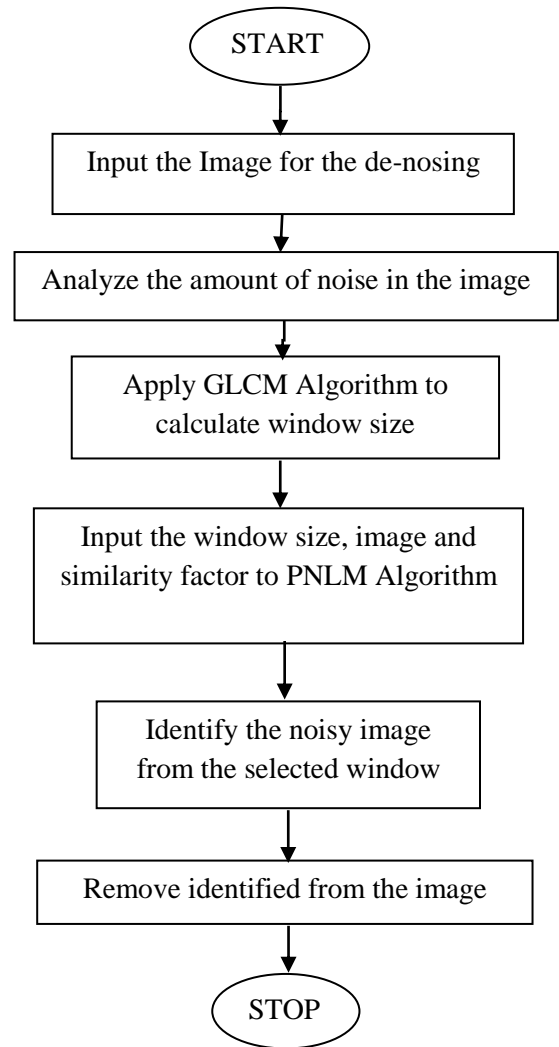 START
Input the Image for the de-nosing
Analyze the amount of noise in the image
Apply GLCM Algorithm to
calculate window size
Input the window size, image and
similarity factor to PNLM Algorithm
Identify the noisy image
from the selected window
Remove identified from the image
STOP